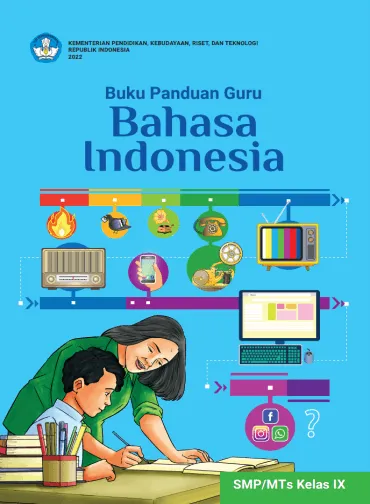 KEMENTERIAN PENDIDIKAN, KEBUDAYAAN, RISET, DAN TEKNOLOGI
REPUBLIK INDONESIA
2022
Buku Panduan Guru
Bahasa
Indonesia
?
SMP/MTs Kelas IX